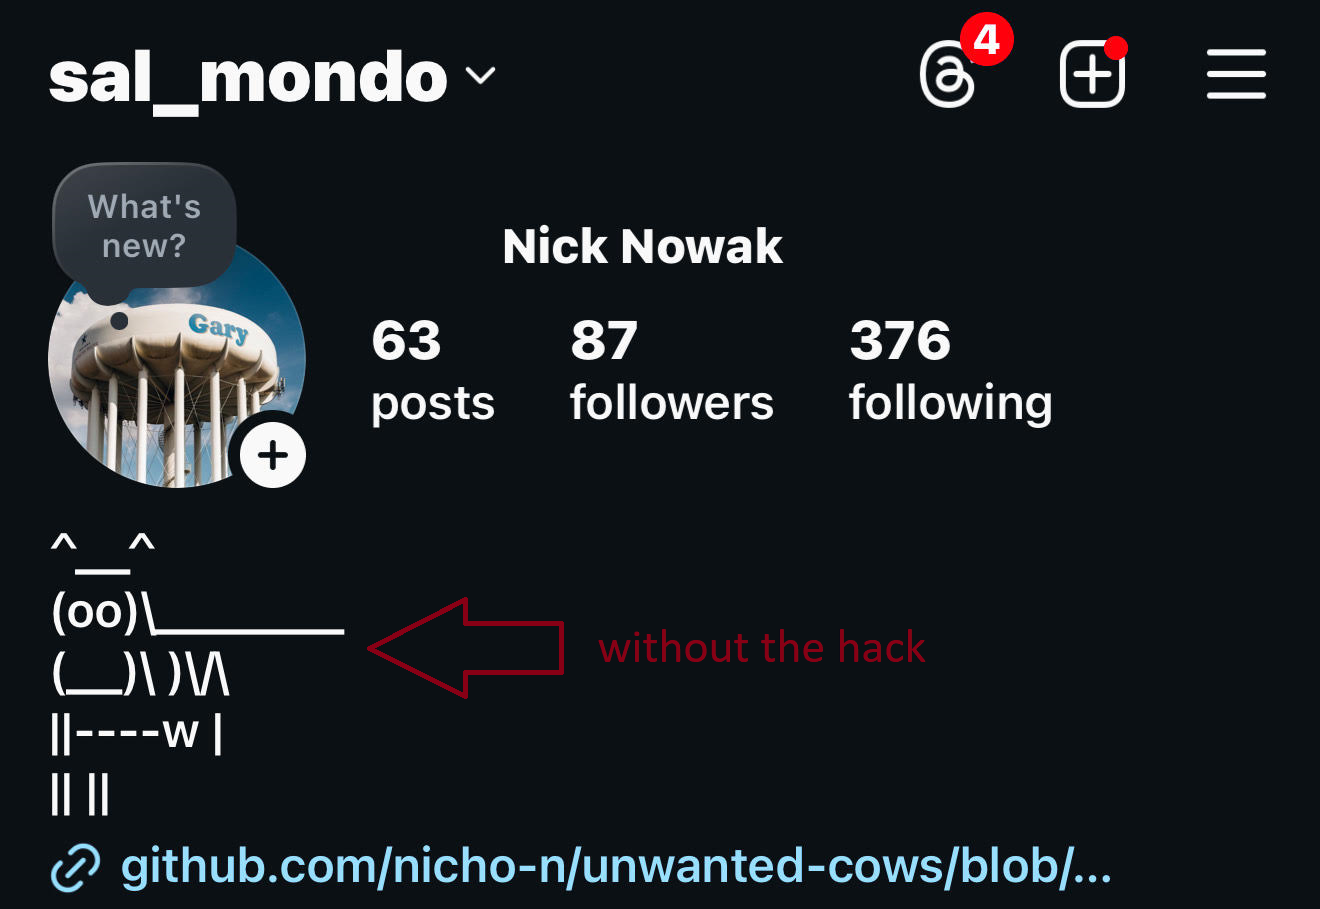 sal_mondo
4
What's
new?
Gary
Nick Nowak
63 87 376
posts followers following
^__^
(oo)\_______
(__)\ )\/\
||----w |
|| ||
without the hack
github.com/nicho-n/unwanted-cows/blob/...